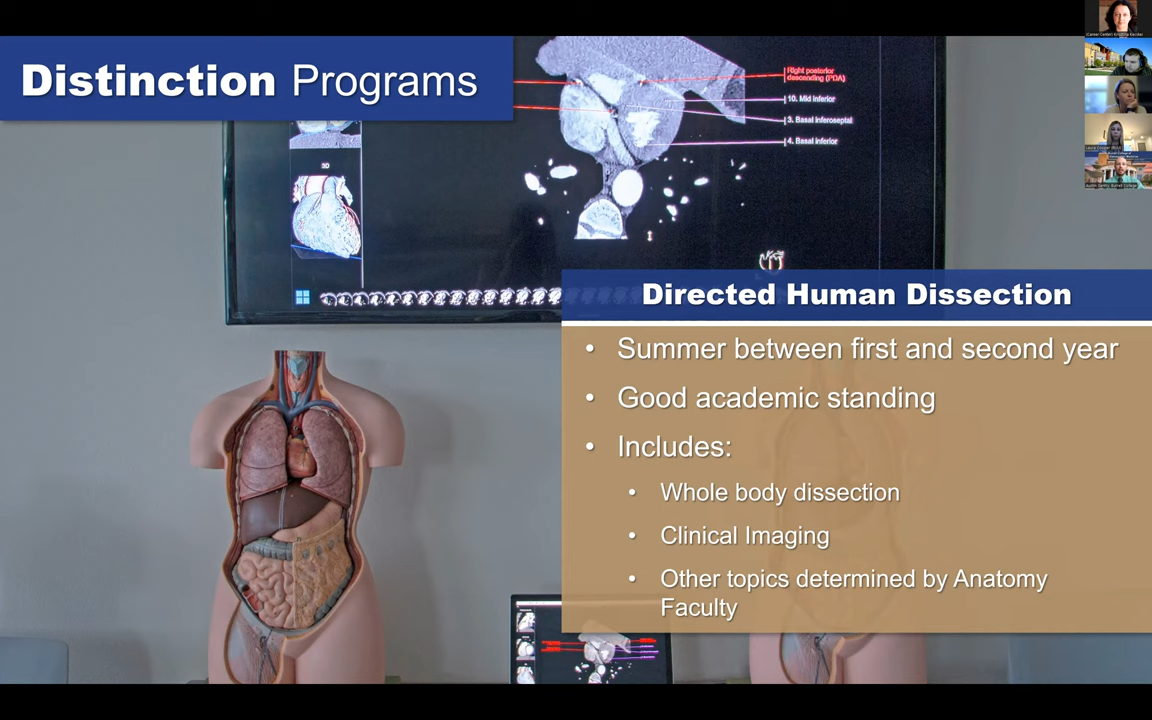 Distinction Programs
Right posterior
descending (PDA)
10. Mid inferior
3. Basal inferoseptal
4. Basal inferior
3D
Directed Human Dissection
• Summer between first and second year
• Good academic standing
• Includes:
• Whole body dissection
• Clinical Imaging
• Other topics determined by Anatomy
Faculty